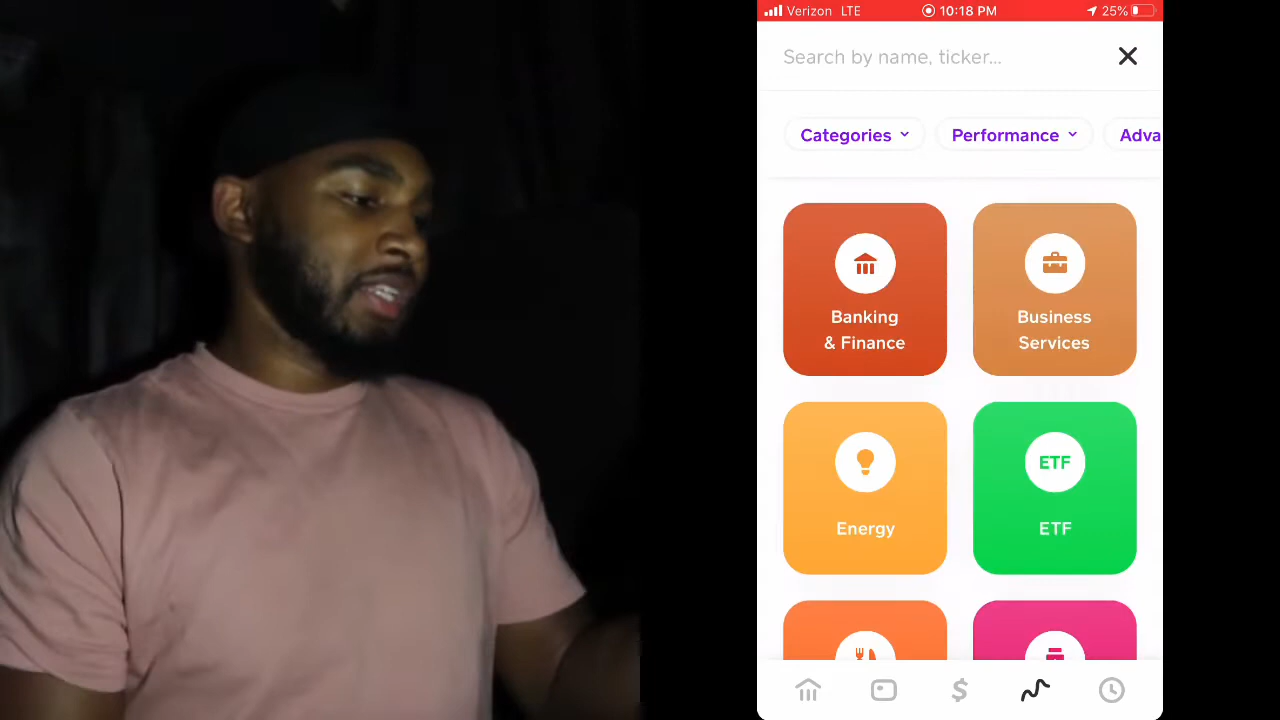 Verizon LTE 10:18 PM 25%
Search by name, ticker...
Categories Performance Adva
Banking
& Finance
Business
Services
ETF
Energy ETF
$